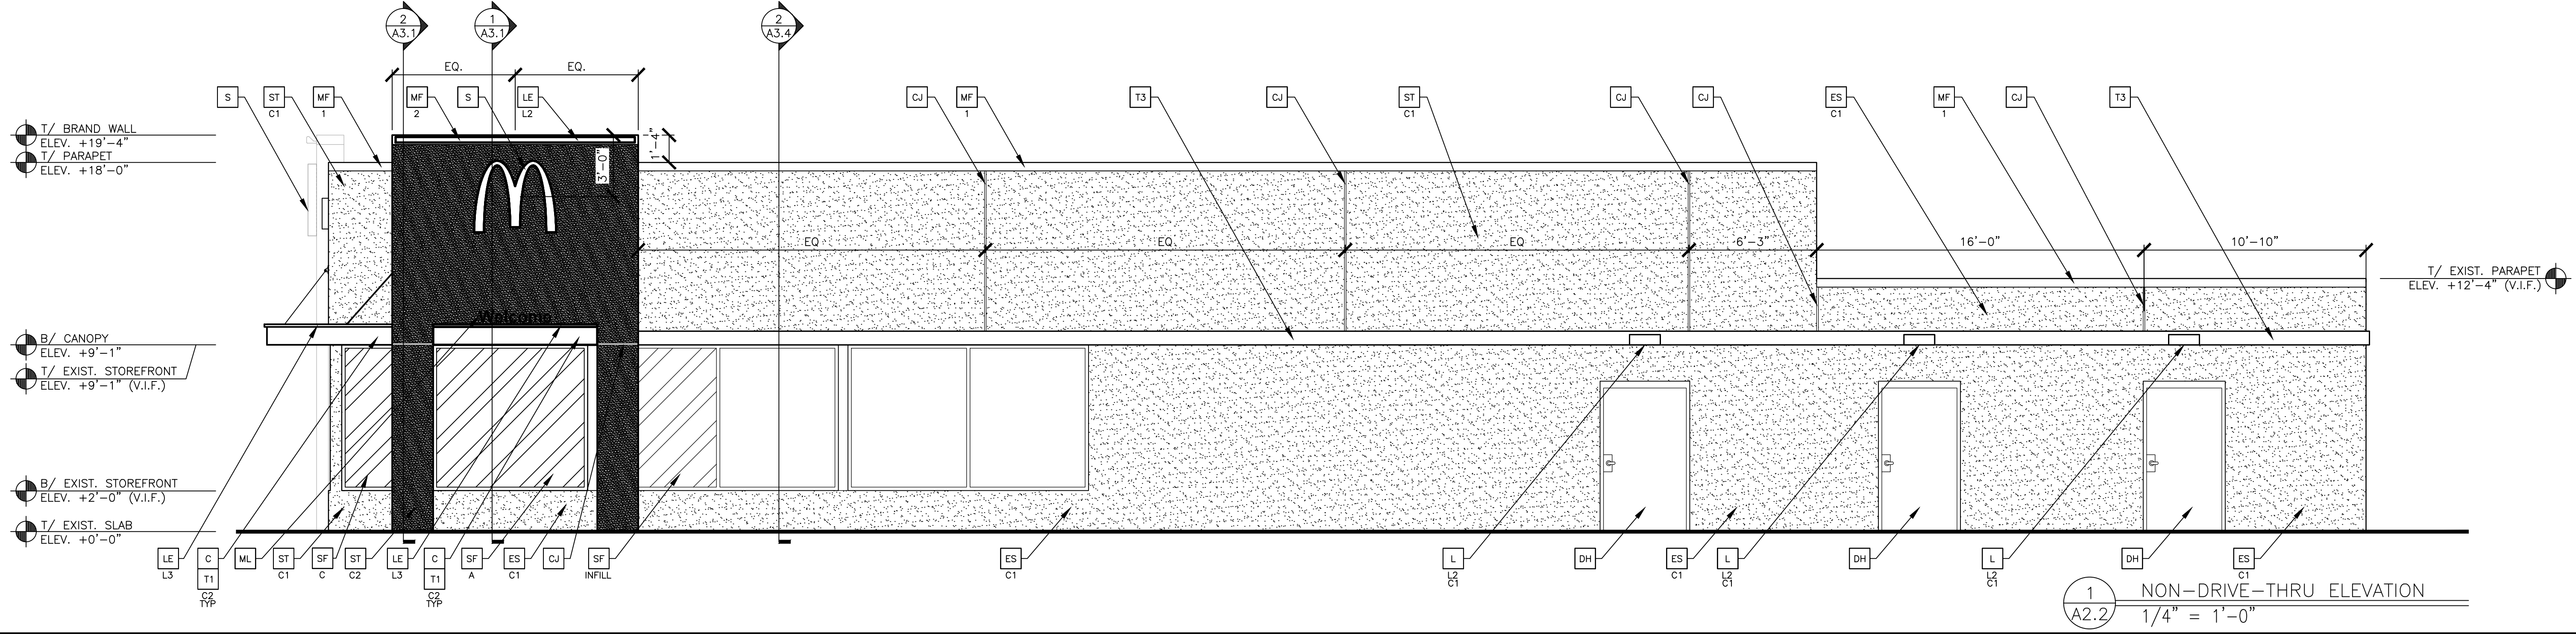 2
A3.1
1
A3.1
2
A3.4
EQ.
EQ.
S
ST
C1
MF
1
MF
2
S
LE
L2
CJ
MF
1
T3
CJ
ST
C1
CJ
CJ
ES
C1
MF
1
CJ
T3
T/ BRAND WALL
ELEV. +19'-4"
T/ PARAPET
ELEV. +18'-0"
1'-4"
3'-0"
EQ
EQ.
EQ
6'-3"
16'-0"
10'-10"
T/ EXIST. PARAPET
ELEV. +12'-4" (V.I.F.)
Welcome
B/ CANOPY
ELEV. +9'-1"
T/ EXIST. STOREFRONT
ELEV. +9'-1" (V.I.F.)
B/ EXIST. STOREFRONT
ELEV. +2'-0" (V.I.F.)
T/ EXIST. SLAB
ELEV. +0'-0"
LE
L3
C
T1
C2
TYP
ML
ST
C1
SF
C
ST
C2
LE
L3
C
T1
C2
TYP
SF
A
ES
C1
CJ
SF
INFILL
ES
C1
L
L2
C1
DH
ES
C1
L
L2
C1
DH
L
L2
C1
DH
ES
C1
1
A2.2
NON-DRIVE-THRU ELEVATION
1/4" = 1'-0"